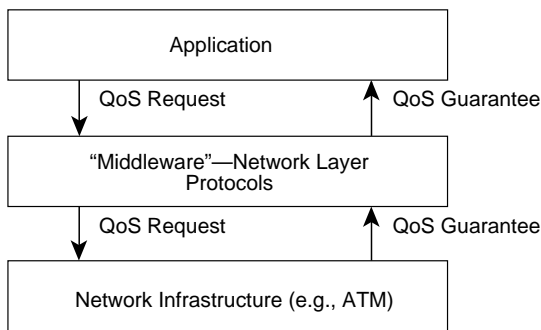 Application
QoS Request
QoS Guarantee
“Middleware”—Network Layer
Protocols
QoS Request
QoS Guarantee
Network Infrastructure (e.g., ATM)